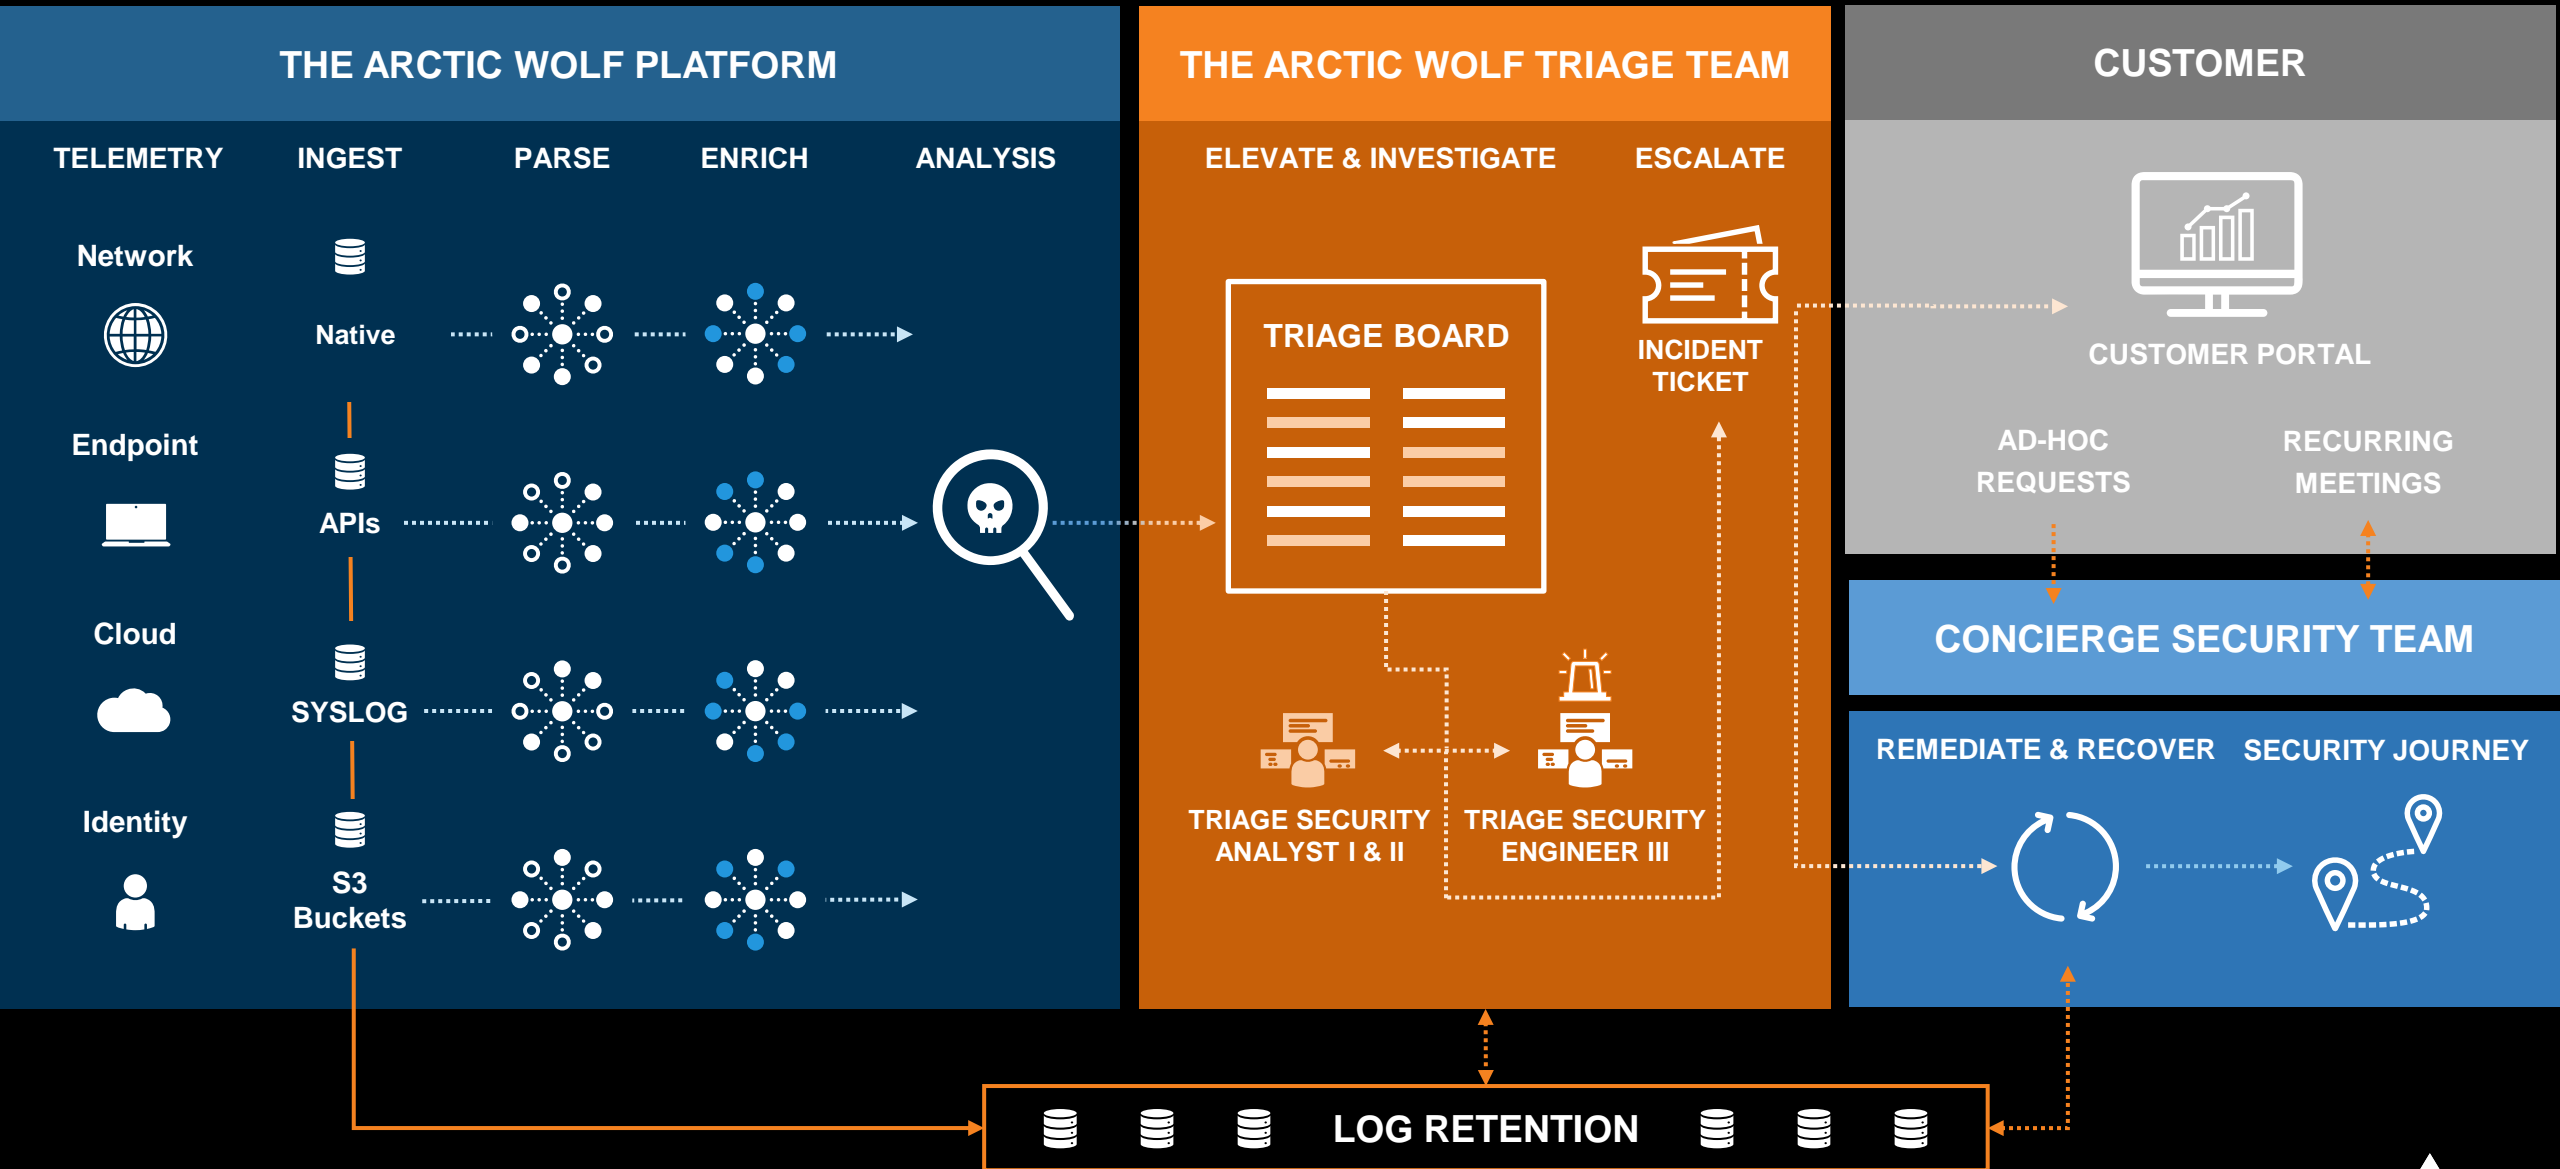 THE ARCTIC WOLF PLATFORM
TELEMETRY
INGEST
PARSE
ENRICH
ANALYSIS
Network
Native
Endpoint
APIs
Cloud
SYSLOG
Identity
S3
Buckets
THE ARCTIC WOLF TRIAGE TEAM
ELEVATE & INVESTIGATE
ESCALATE
TRIAGE BOARD
INCIDENT
TICKET
TRIAGE SECURITY
ANALYST I & II
TRIAGE SECURITY
ENGINEER III
CUSTOMER
CUSTOMER PORTAL
AD-HOC
REQUESTS
RECURRING
MEETINGS
CONCIERGE SECURITY TEAM
REMEDIATE & RECOVER
SECURITY JOURNEY
LOG RETENTION